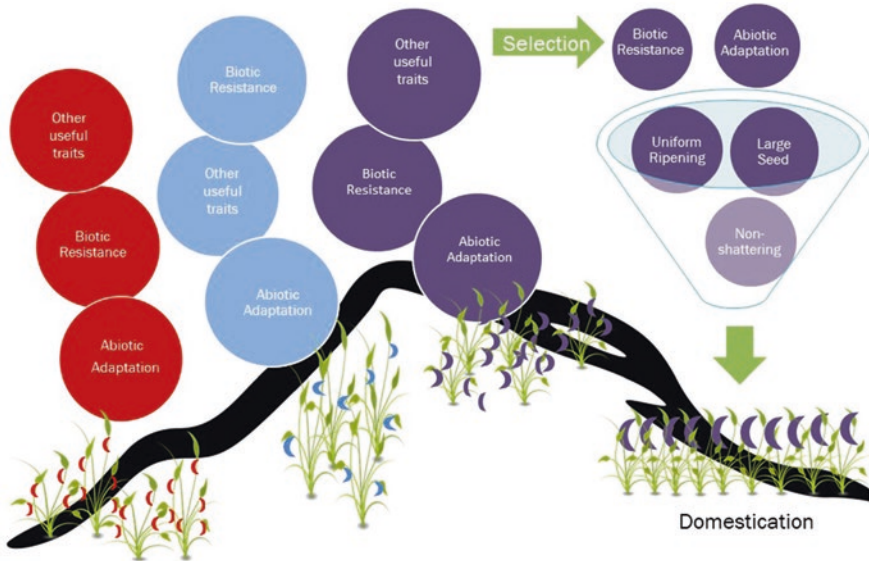 Other
useful
traits
Biotic
Resistance
Abiotic
Adaptation
Biotic
Resistance
Other
useful
traits
Abiotic
Adaptation
Other
useful
traits
Biotic
Resistance
Abiotic
Adaptation
Selection
Biotic
Resistance
Abiotic
Adaptation
Uniform
Ripening
Large
Seed
Non-
shattering
Domestication